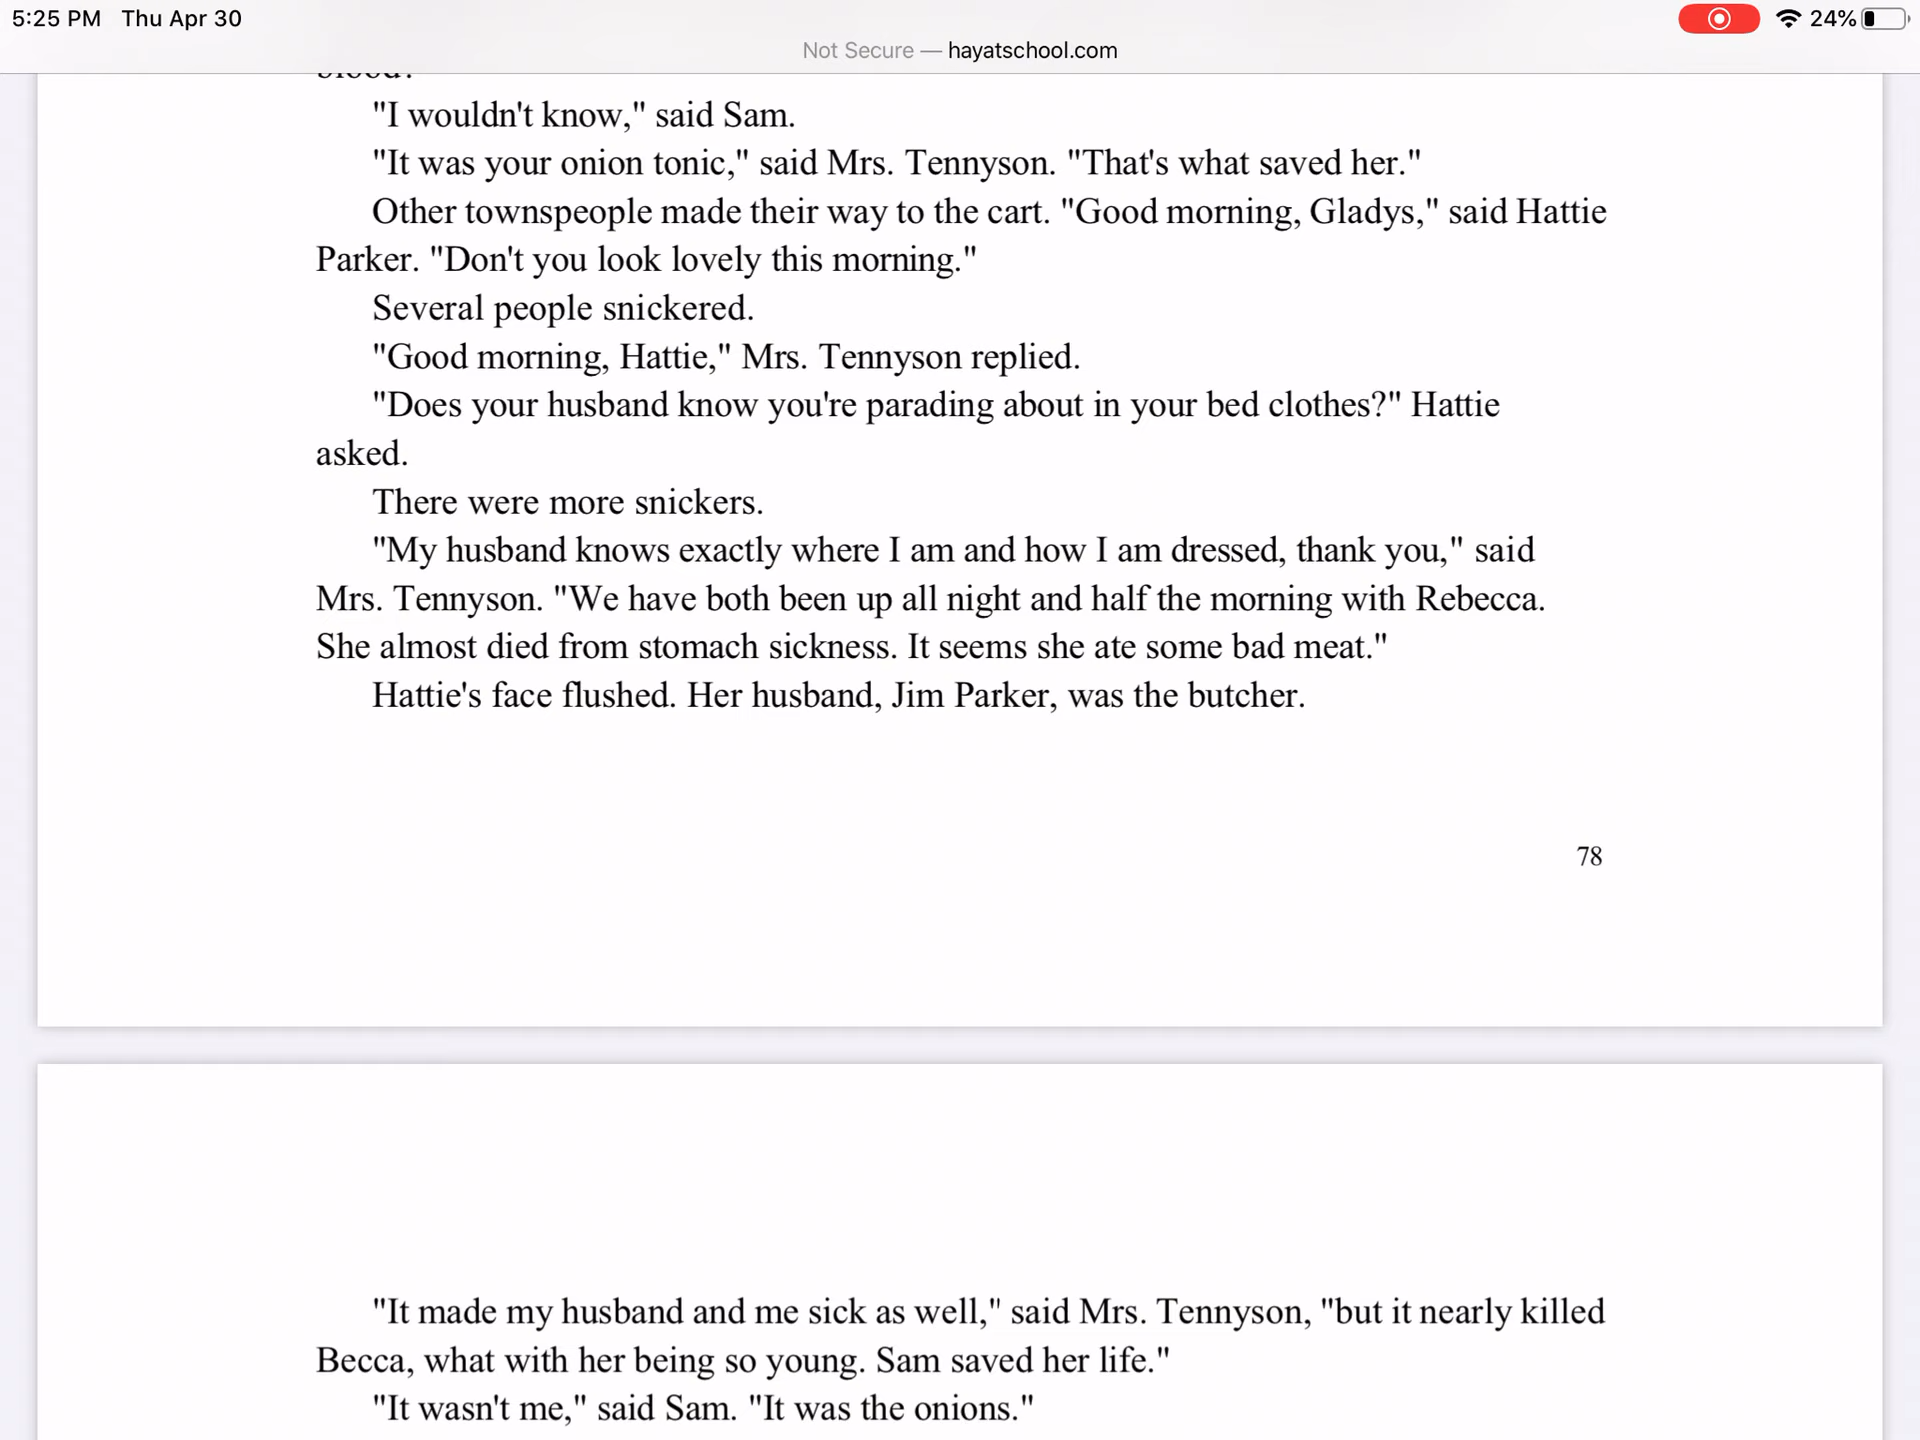 5:25 PM Thu Apr 30
24%
Not Secure — hayatschool.com
blood?
"I wouldn't know," said Sam.
"It was your onion tonic," said Mrs. Tennyson. "That's what saved her."
Other townspeople made their way to the cart. "Good morning, Gladys," said Hattie
Parker. "Don't you look lovely this morning."
Several people snickered.
"Good morning, Hattie," Mrs. Tennyson replied.
"Does your husband know you're parading about in your bed clothes?" Hattie
asked.
There were more snickers.
"My husband knows exactly where I am and how I am dressed, thank you," said
Mrs. Tennyson. "We have both been up all night and half the morning with Rebecca.
She almost died from stomach sickness. It seems she ate some bad meat."
Hattie's face flushed. Her husband, Jim Parker, was the butcher.
78
"It made my husband and me sick as well," said Mrs. Tennyson, "but it nearly killed
Becca, what with her being so young. Sam saved her life."
"It wasn't me," said Sam. "It was the onions."